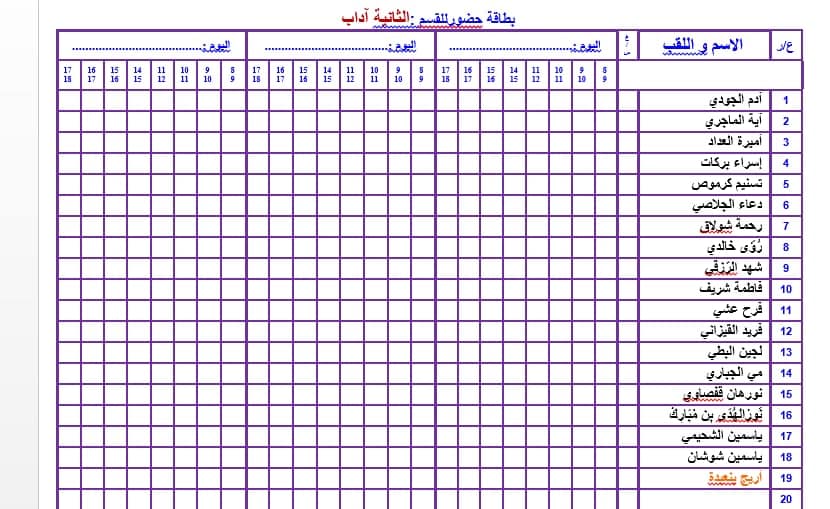 بطاقة حضور للقسم :الثانية آداب
ع/ر الاسم و اللقب اليوم :................................ اليوم :................................ اليوم :................................
8 9 10 11 14 15 16 17 8 9 10 11 14 15 16 17 8 9 10 11 14 15 16 17
9 10 11 12 15 16 17 18 9 10 11 12 15 16 17 18 9 10 11 12 15 16 17 18
1 آدم الجودي
2 آية الماجري
3 أميرة العداد
4 إسراء بركات
5 تسنيم كرموص
6 دعاء الجلاصي
7 رحمة شولاق
8 رُؤى خالدي
9 شهد الرّزقي
10 فاطمة شريف
11 فرح عشي
12 فريد القيزاني
13 لجين البطي
14 مي الجباري
15 نورهان قفصاوي
16 نُورُالهُدَى بن مُبَارِكْ
17 ياسمين الشحيمي
18 ياسمين شوشان
19 أريج بنعبدة
20